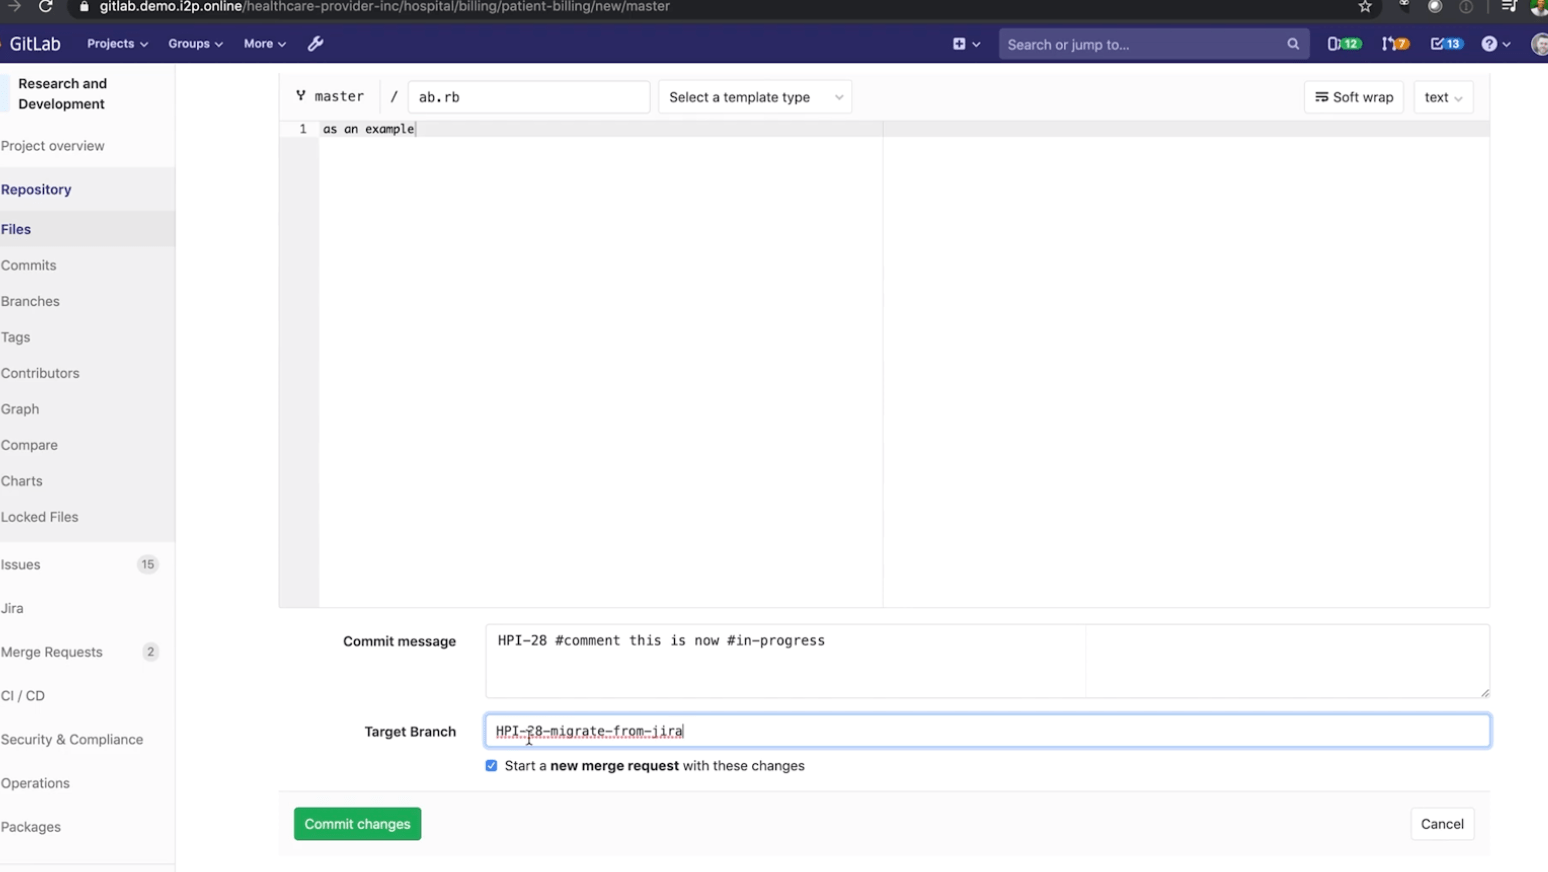 gitlab.demo.i2p.online/healthcare-provider-inc/hospital/billing/patient-billing/new/master
GitLab Projects Groups More Search or jump to... 12 7 13
Research and
Development
Project overview
Repository
Files
Commits
Branches
Tags
Contributors
Graph
Compare
Charts
Locked Files
Issues 15
Jira
Merge Requests 2
CI / CD
Security & Compliance
Operations
Packages
master / ab.rb Select a template type Soft wrap text
1 as an example
Commit message HPI-28 #comment this is now #in-progress
Target Branch HPI-28-migrate-from-jira
Start a new merge request with these changes
Commit changes Cancel